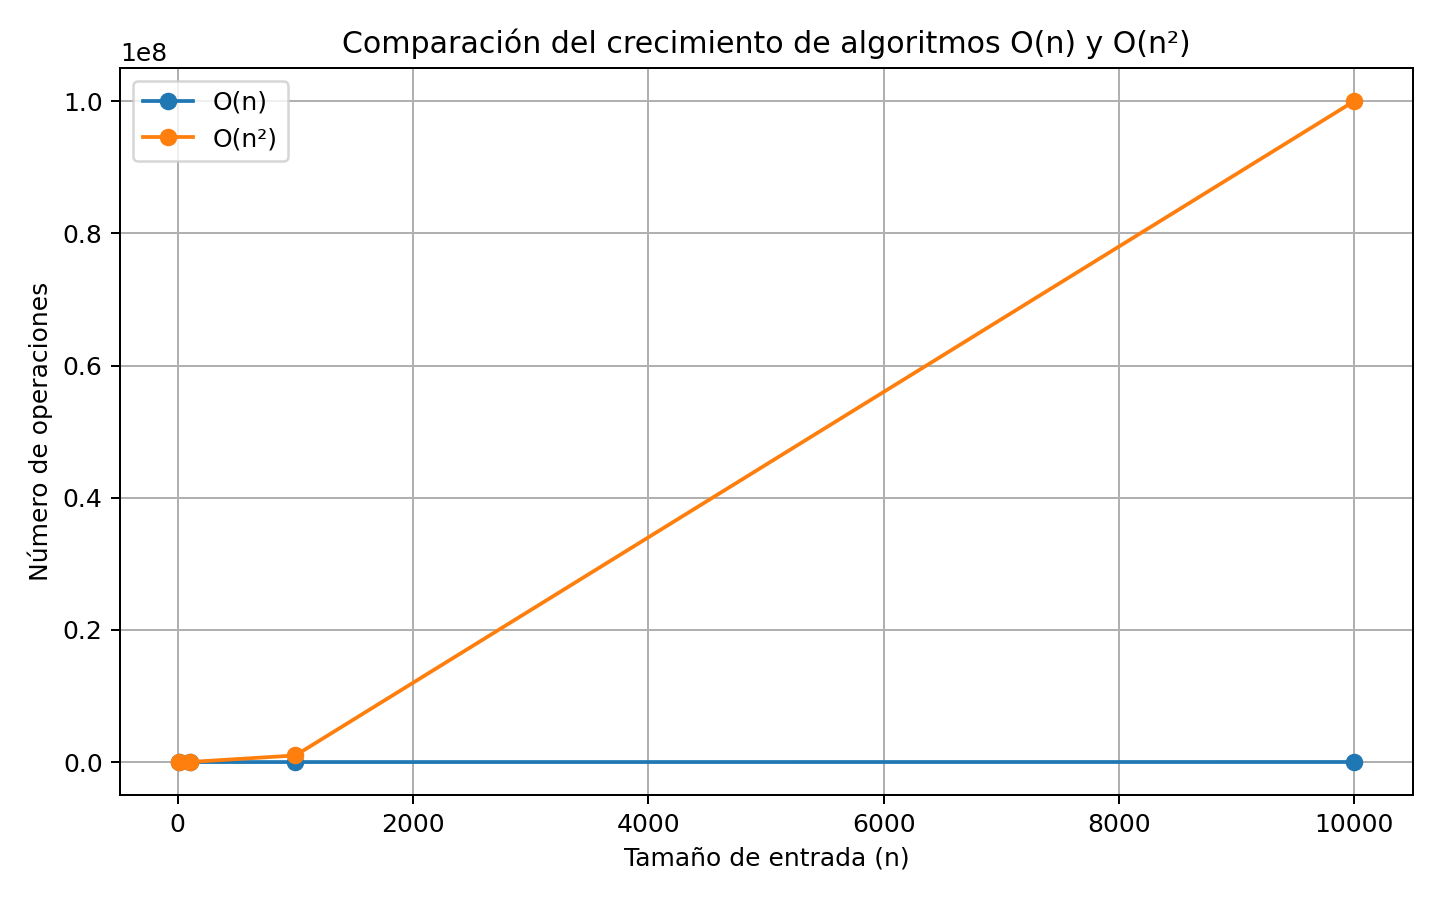 Comparación del crecimiento de algoritmos O(n) y O(n²)
1e8
O(n)
O(n²)
1.0
0.8
0.6
0.4
0.2
0.0
Número de operaciones
0 2000 4000 6000 8000 10000
Tamaño de entrada (n)